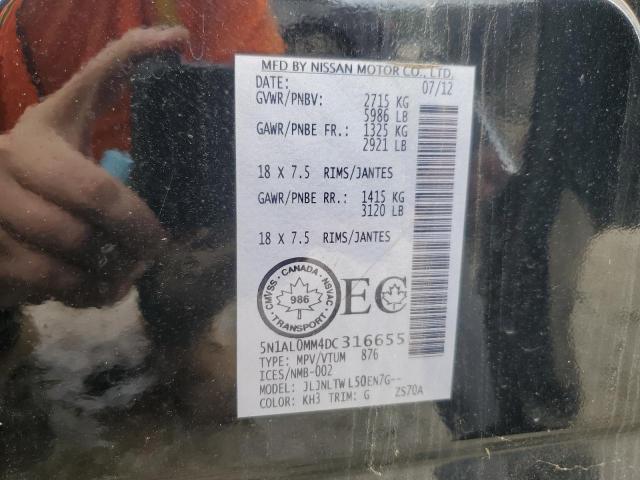 MFD BY NISSAN MOTOR CO., LTD.
DATE: 07/12
GVWR/PNBV: 2715 KG
5986 LB
GAWR/PNBE FR.: 1325 KG
2921 LB
18 X 7.5 RIMS/JANTES
GAWR/PNBE RR.: 1415 KG
3120 LB
18 X 7.5 RIMS/JANTES
CMVSS · CANADA · NSVAC
986
TRANSPORT
EC
5N1AL0MM4DC316655
TYPE: MPV/VTUM 876
ICES/NMB-002
MODEL: JLJNLTWL50EN7G--
COLOR: KH3 TRIM: G ZS70A